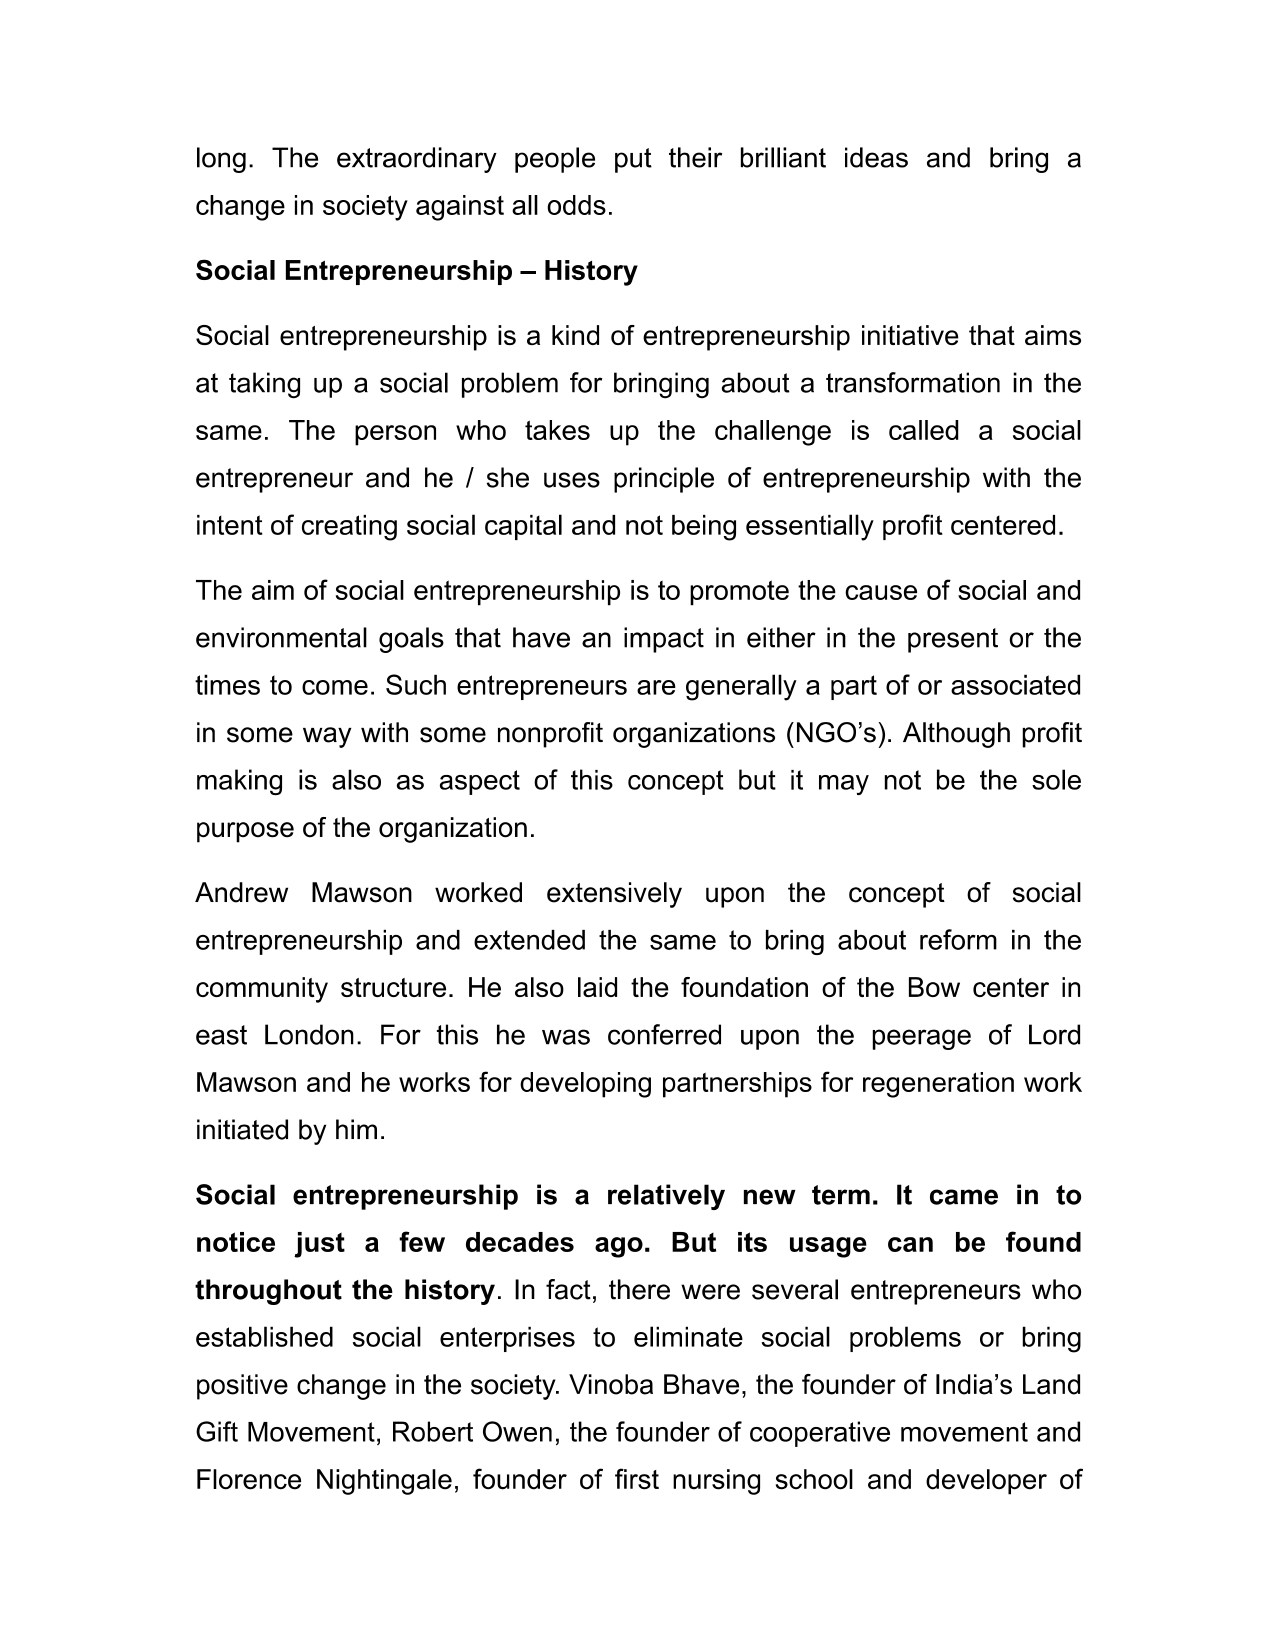 long. The extraordinary people put their brilliant ideas and bring a
change in society against all odds.
Social Entrepreneurship – History
Social entrepreneurship is a kind of entrepreneurship initiative that aims
at taking up a social problem for bringing about a transformation in the
same. The person who takes up the challenge is called a social
entrepreneur and he / she uses principle of entrepreneurship with the
intent of creating social capital and not being essentially profit centered.
The aim of social entrepreneurship is to promote the cause of social and
environmental goals that have an impact in either in the present or the
times to come. Such entrepreneurs are generally a part of or associated
in some way with some nonprofit organizations (NGO’s). Although profit
making is also as aspect of this concept but it may not be the sole
purpose of the organization.
Andrew Mawson worked extensively upon the concept of social
entrepreneurship and extended the same to bring about reform in the
community structure. He also laid the foundation of the Bow center in
east London. For this he was conferred upon the peerage of Lord
Mawson and he works for developing partnerships for regeneration work
initiated by him.
Social entrepreneurship is a relatively new term. It came in to
notice just a few decades ago. But its usage can be found
throughout the history. In fact, there were several entrepreneurs who
established social enterprises to eliminate social problems or bring
positive change in the society. Vinoba Bhave, the founder of India’s Land
Gift Movement, Robert Owen, the founder of cooperative movement and
Florence Nightingale, founder of first nursing school and developer of